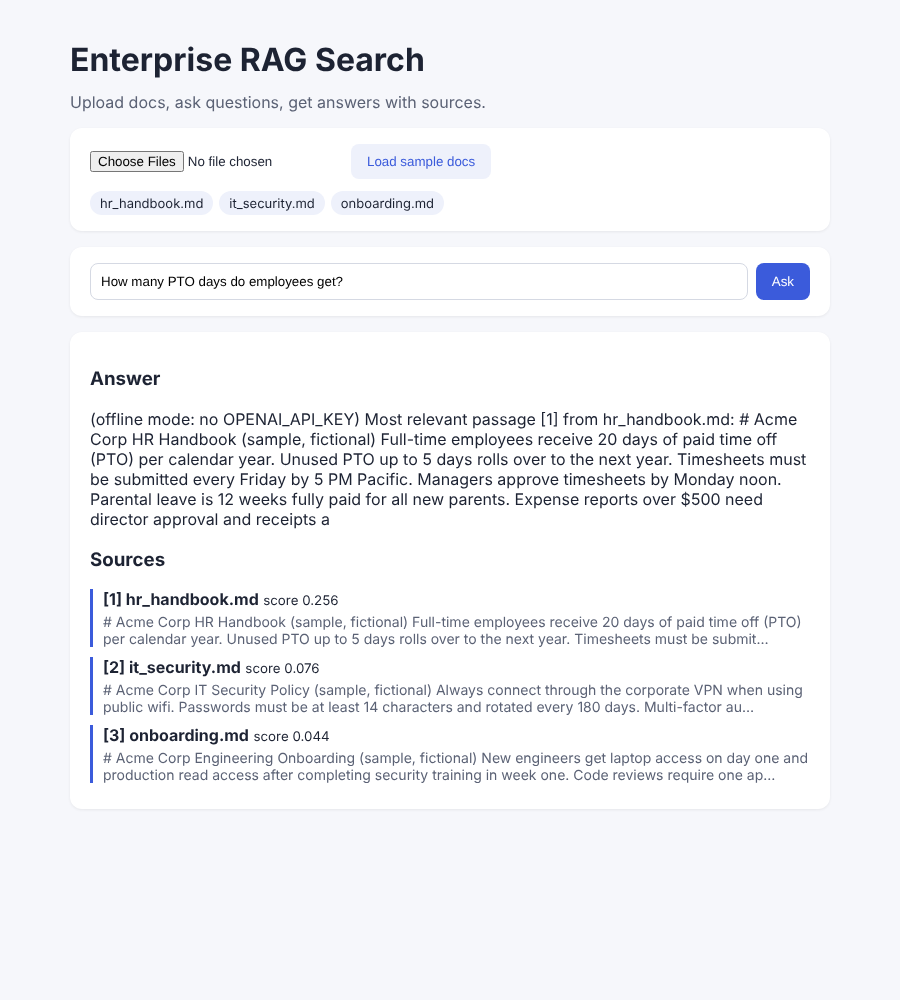 Enterprise RAG Search
Upload docs, ask questions, get answers with sources.
Choose Files No file chosen Load sample docs
hr_handbook.md it_security.md onboarding.md
How many PTO days do employees get? Ask
Answer
(offline mode: no OPENAI_API_KEY) Most relevant passage [1] from hr_handbook.md: # Acme
Corp HR Handbook (sample, fictional) Full-time employees receive 20 days of paid time off
(PTO) per calendar year. Unused PTO up to 5 days rolls over to the next year. Timesheets must
be submitted every Friday by 5 PM Pacific. Managers approve timesheets by Monday noon.
Parental leave is 12 weeks fully paid for all new parents. Expense reports over $500 need
director approval and receipts a
Sources
[1] hr_handbook.md score 0.256
# Acme Corp HR Handbook (sample, fictional) Full-time employees receive 20 days of paid time off (PTO)
per calendar year. Unused PTO up to 5 days rolls over to the next year. Timesheets must be submit...
[2] it_security.md score 0.076
# Acme Corp IT Security Policy (sample, fictional) Always connect through the corporate VPN when using
public wifi. Passwords must be at least 14 characters and rotated every 180 days. Multi-factor au...
[3] onboarding.md score 0.044
# Acme Corp Engineering Onboarding (sample, fictional) New engineers get laptop access on day one and
production read access after completing security training in week one. Code reviews require one ap...